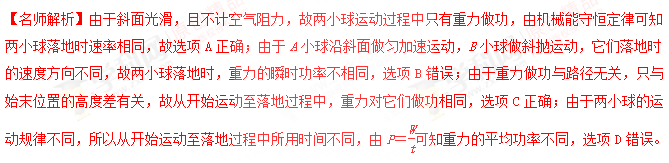 【名师解析】由于斜面光滑，且不计空气阻力，故两小球运动过程中只有重力做功，由机械能守恒定律可知
两小球落地时速率相同，故选项 A 正确；由于 A 小球沿斜面做匀加速运动，B 小球做斜抛运动，它们落地时
的速度方向不同，故两小球落地时，重力的瞬时功率不相同，选项 B 错误；由于重力做功与路径无关，只与
始末位置的高度差有关，故从开始运动至落地过程中，重力对它们做功相同，选项 C 正确；由于两小球的运
动规律不同，所以从开始运动至落地过程中所用时间不同，由 P=W/t可知重力的平均功率不同，选项 D 错误。